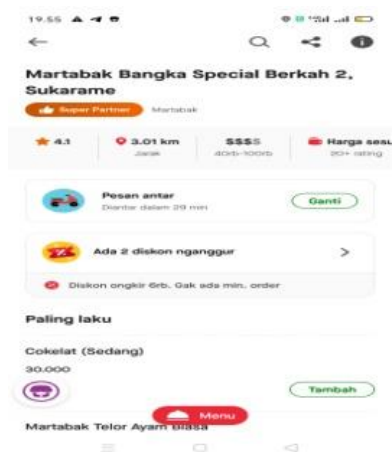 19.55
Martabak Bangka Special Berkah 2,
Sukarame
Super Partner Martabak
4.1 3.01 km $$$$ Harga sesu
Jarak 40rb-100rb 20+ rating
Pesan antar
Diantar dalam 29 min
Ganti
Ada 2 diskon nganggur
Diskon ongkir 6rb. Gak ada min. order
Paling laku
Cokelat (Sedang)
30.000
Tambah
Menu
Martabak Telor Ayam Biasa